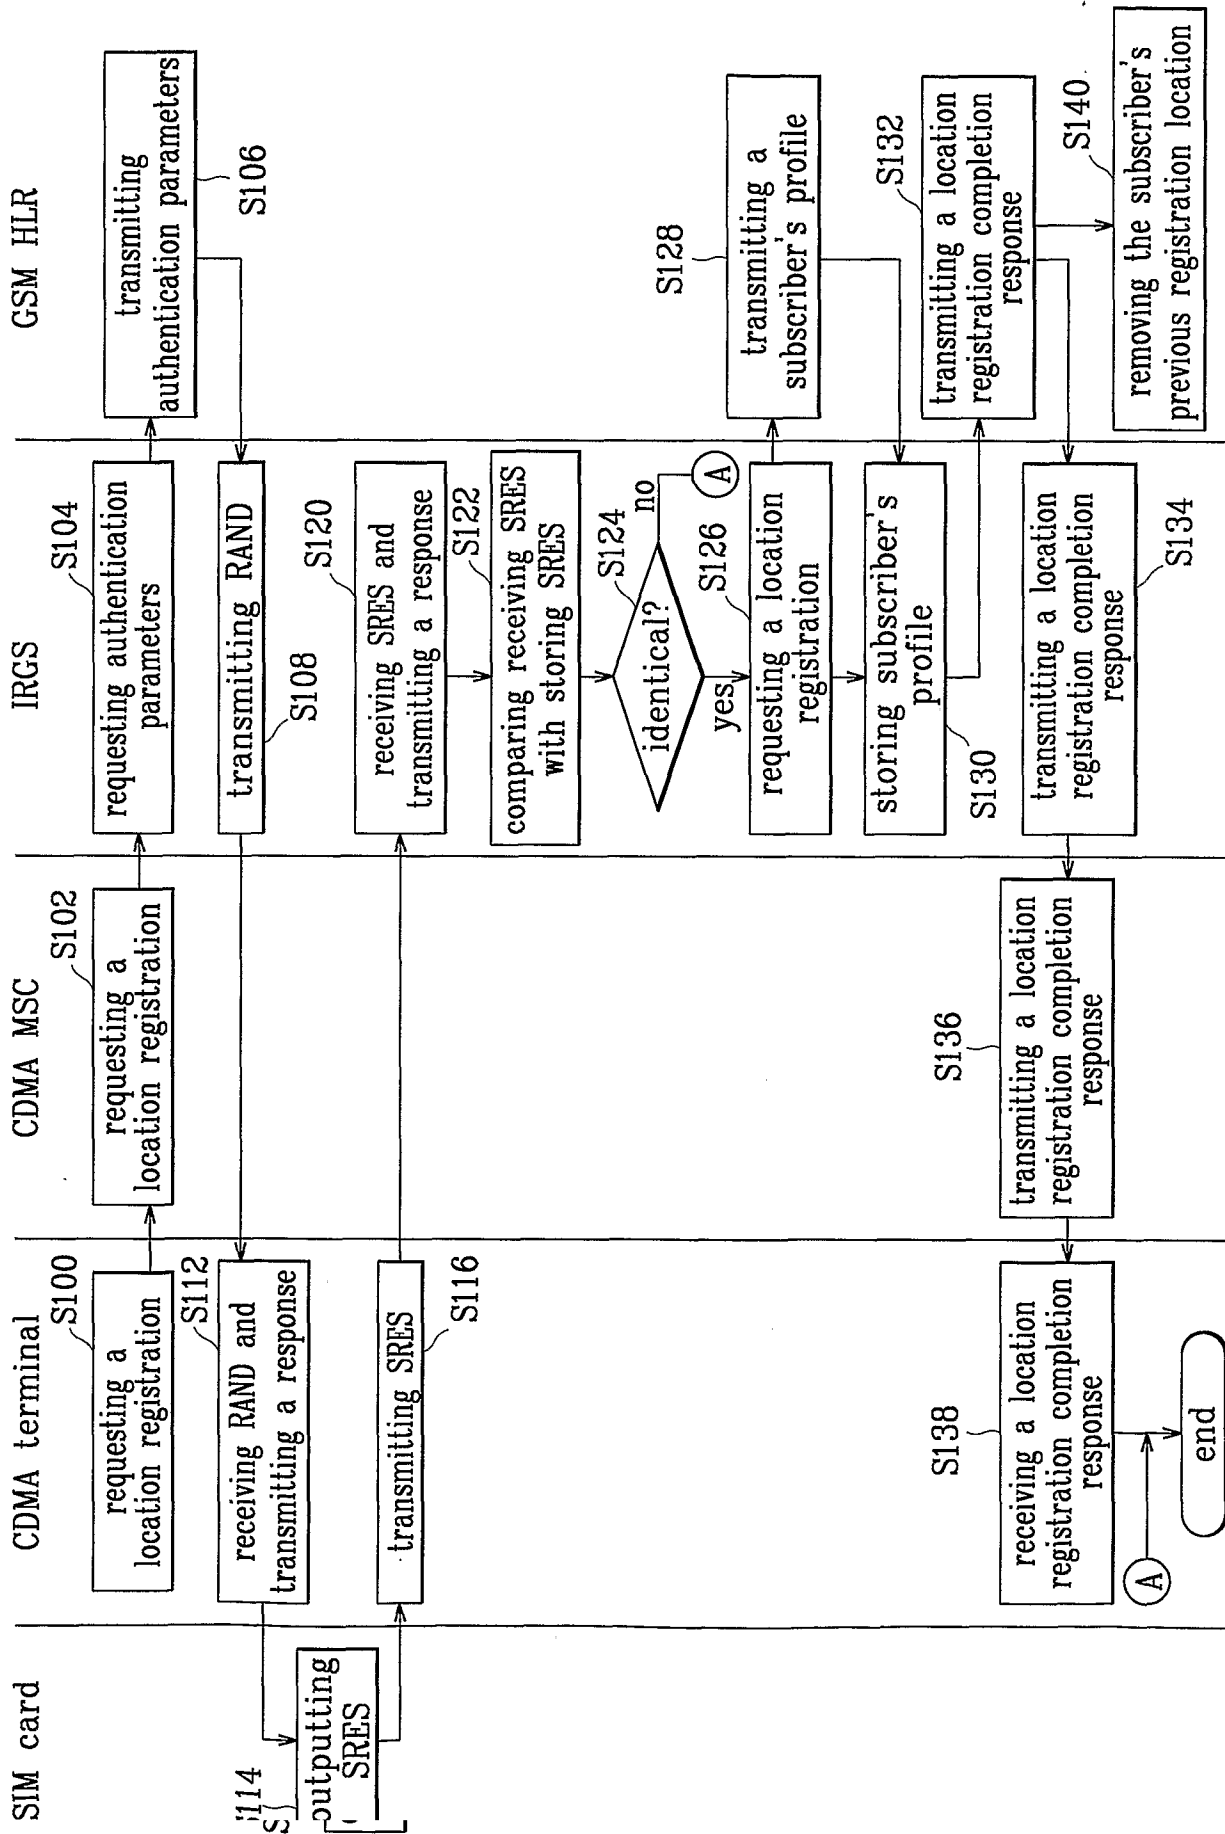 SIM card
CDMA terminal
CDMA MSC
IRGS
GSM HLR
S100
requesting a
location registration
S102
requesting a
location registration
S104
requesting authentication
parameters
transmitting
authentication parameters
S106
transmitting RAND
S108
S112
receiving RAND and
transmitting a response
S114
outputting
SRES
transmitting SRES
S116
S120
receiving SRES and
transmitting a response
S122
comparing receiving SRES
with storing SRES
S124
identical?
no
A
yes
S126
requesting a location
registration
S128
transmitting a
subscriber's profile
storing subscriber's
profile
S130
S132
transmitting a location
registration completion
response
transmitting a location
registration completion
response
S134
S136
transmitting a location
registration completion
response
S138
receiving a location
registration completion
response
S140
removing the subscriber's
previous registration location
A
end